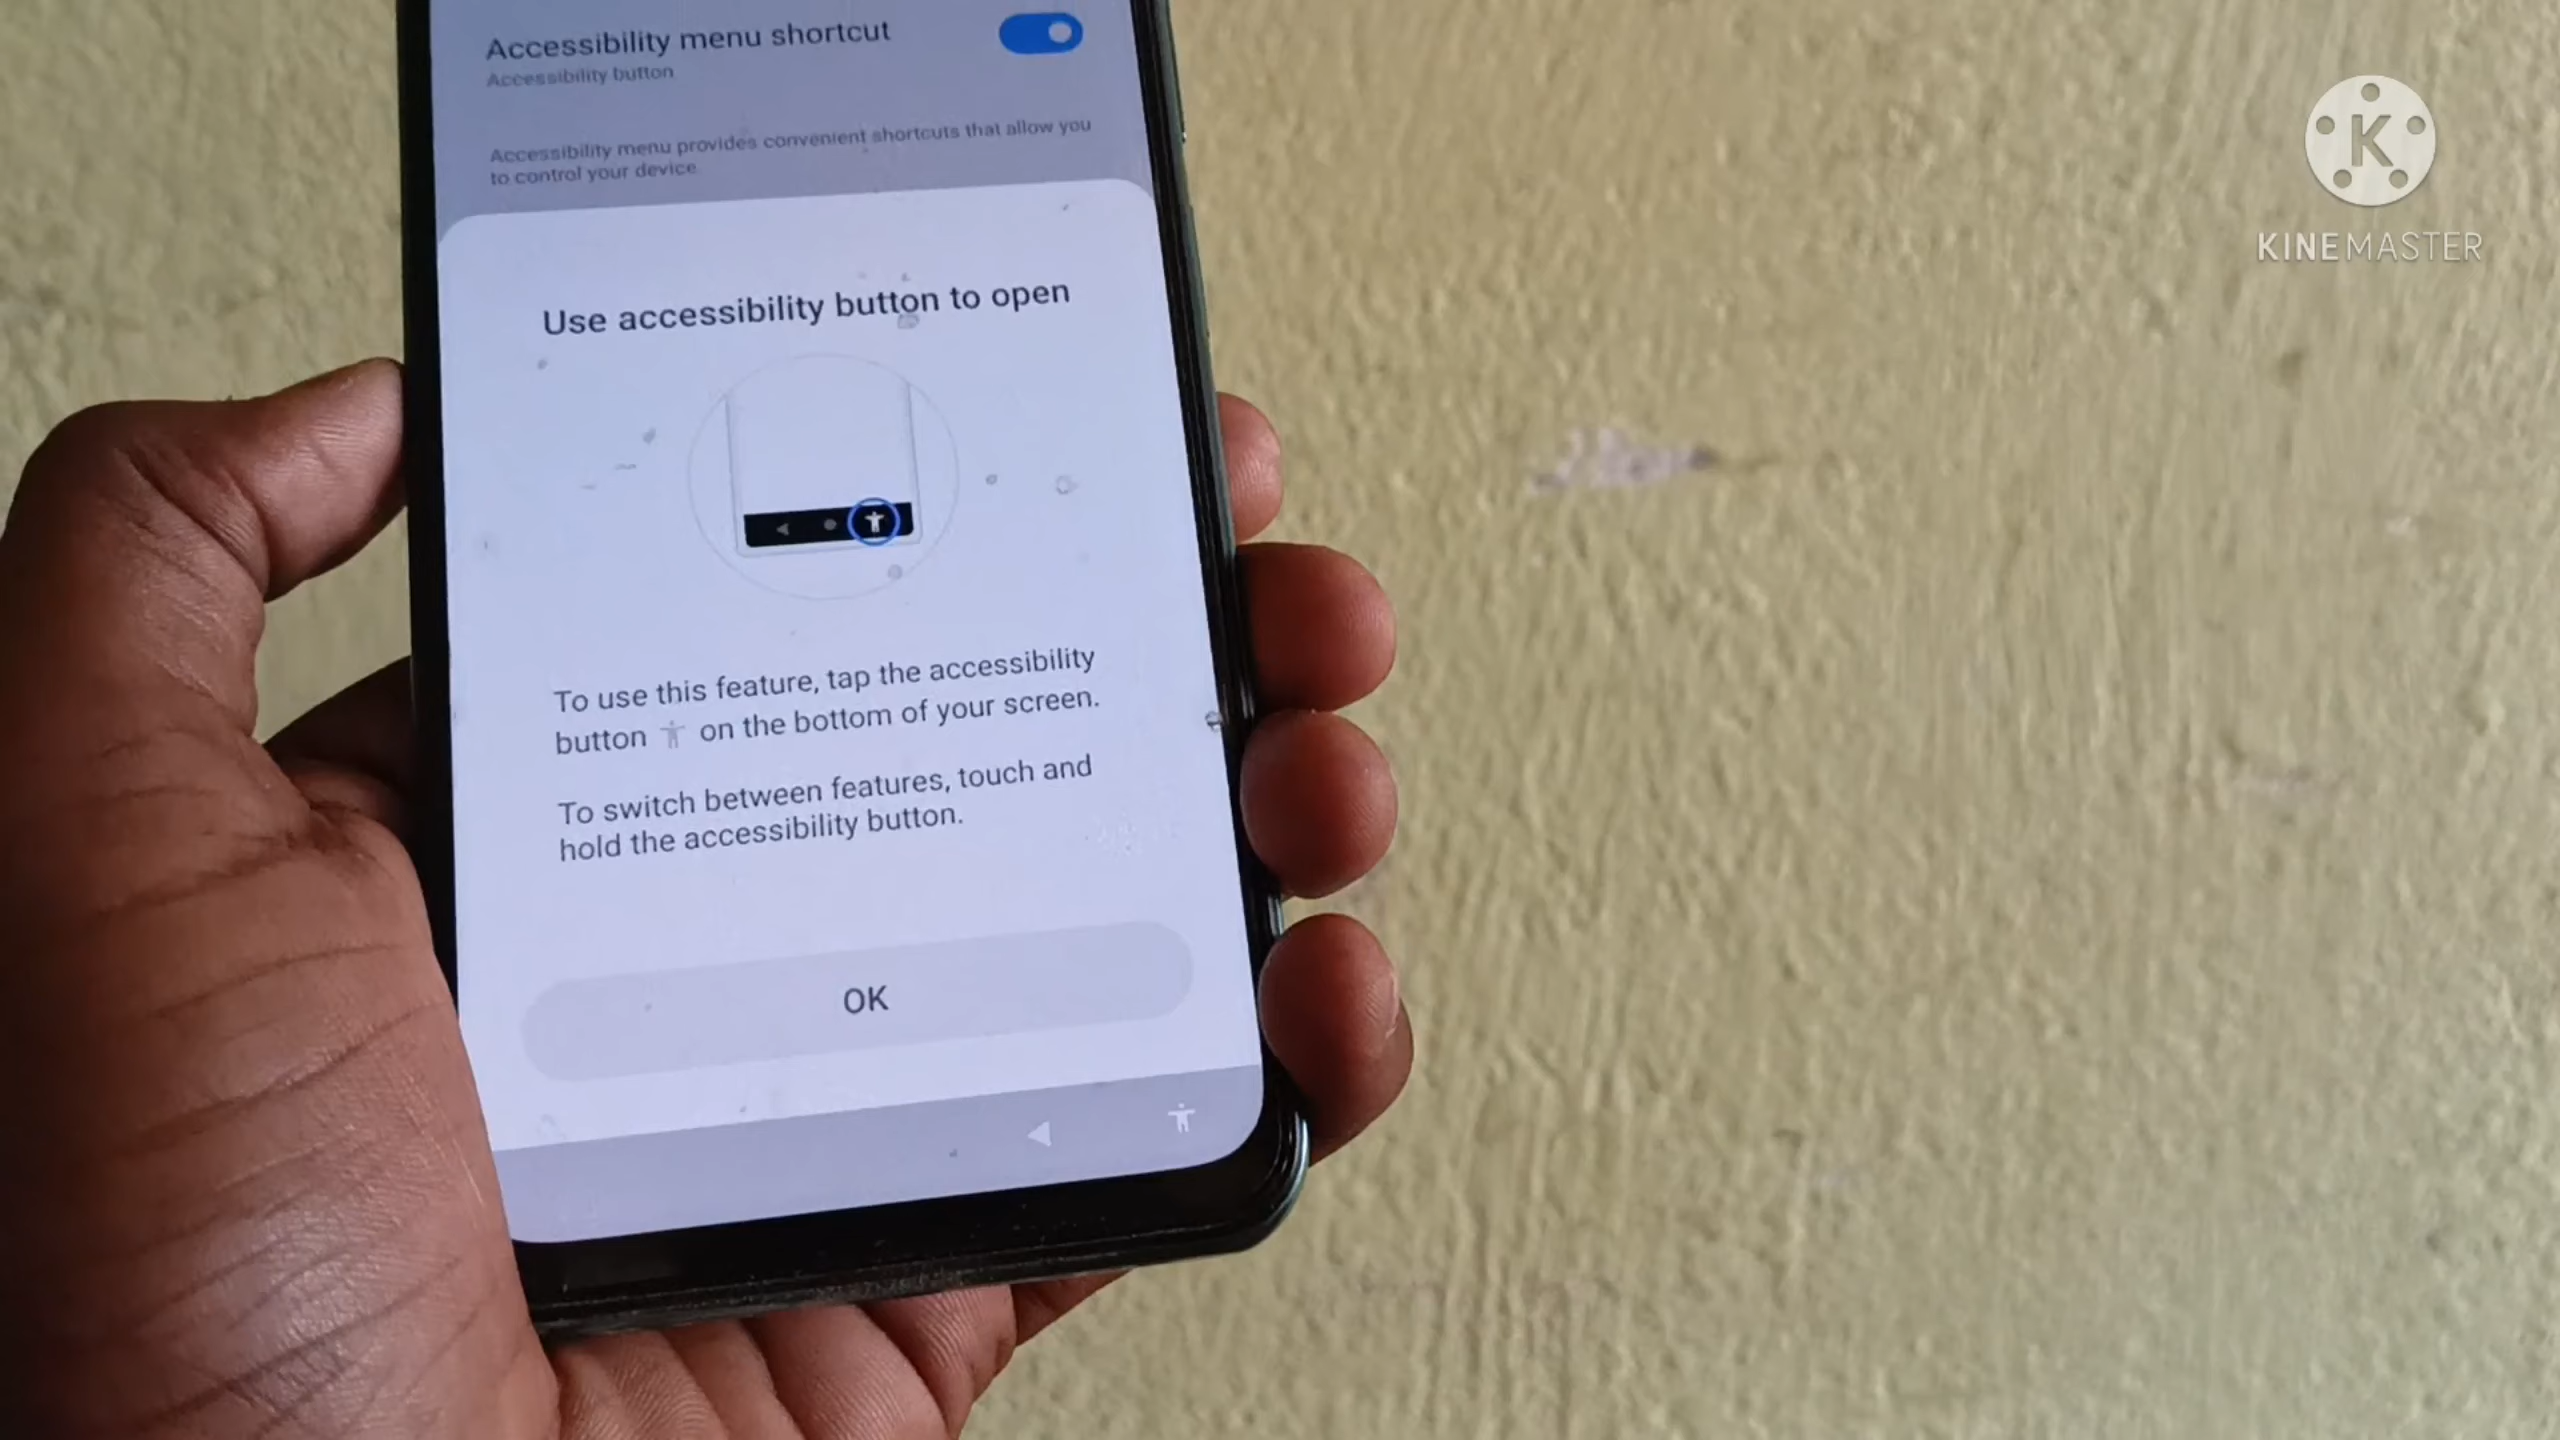 Accessibility menu shortcut
Accessibility button
Accessibility menu provides convenient shortcuts that allow you
to control your device
Use accessibility button to open
To use this feature, tap the accessibility
button on the bottom of your screen.
To switch between features, touch and
hold the accessibility button.
OK
K
KINEMASTER